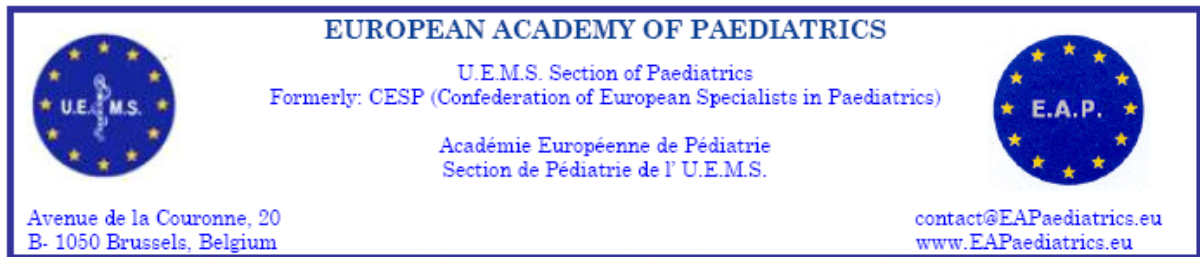 EUROPEAN ACADEMY OF PAEDIATRICS
U.E.M.S. Section of Paediatrics
Formerly: CESP (Confederation of European Specialists in Paediatrics)
U.E. M.S.
E.A.P.
Académie Européenne de Pédiatrie
Section de Pédiatrie de l' U.E.M.S.
Avenue de la Couronne, 20
B- 1050 Brussels, Belgium
contact@EAPaediatrics.eu
www.EAPaediatrics.eu